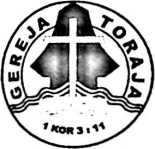 GEREJA TORAJA
1 KOR 3 : 11